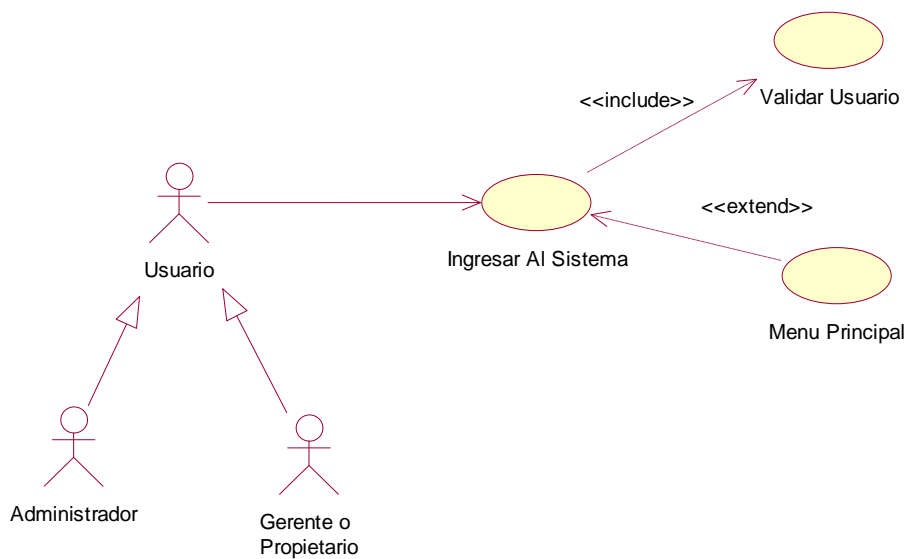 Validar Usuario
<<include>>
<<extend>>
Ingresar Al Sistema
Usuario
Menu Principal
Administrador
Gerente o
Propietario